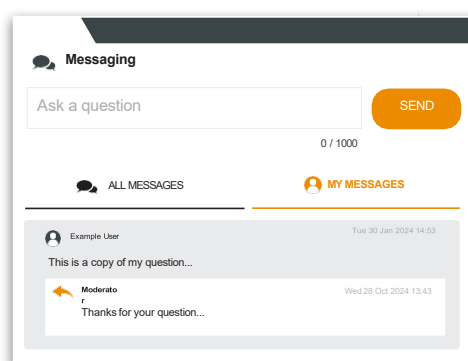 Messaging
Ask a question
SEND
0 / 1000
ALL MESSAGES
MY MESSAGES
Example User
Tue 30 Jan 2024 14:53
This is a copy of my question...
Moderato
r
Wed 28 Oct 2024 13:43
Thanks for your question...